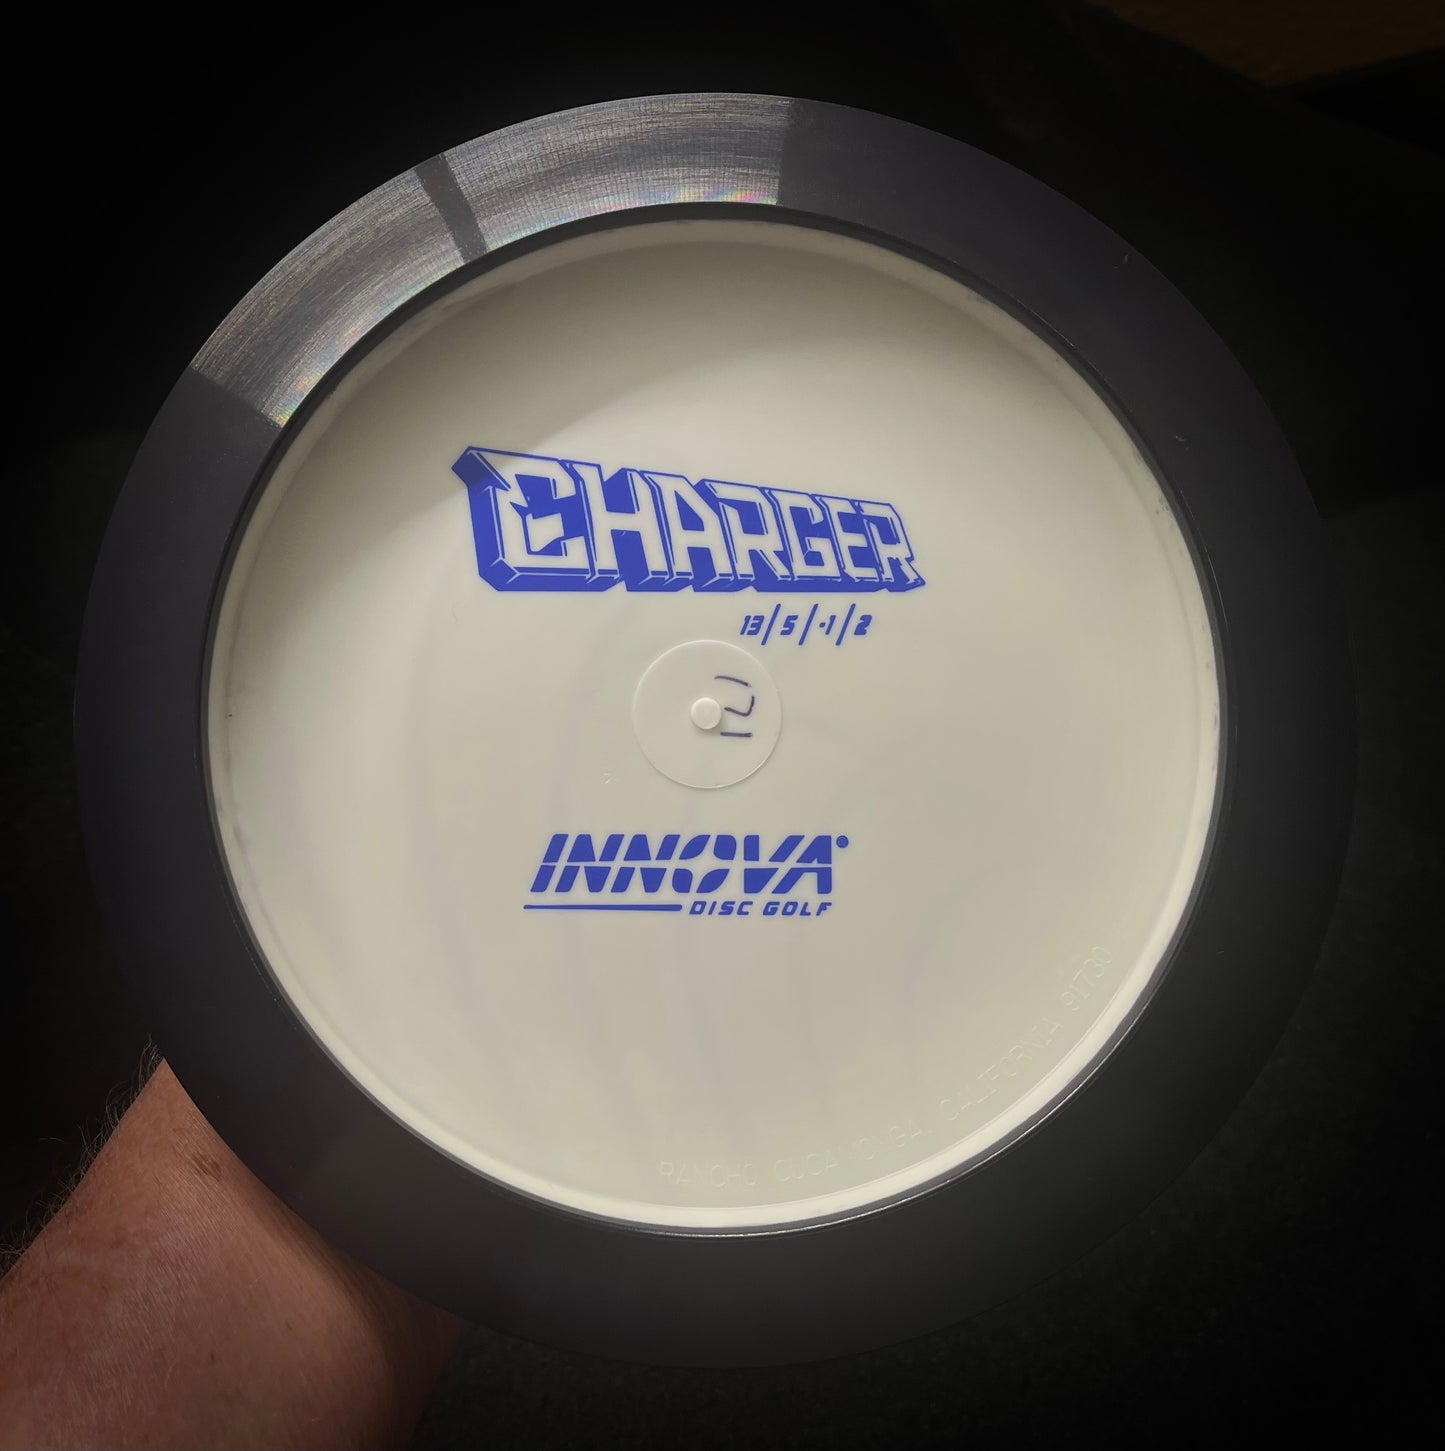 CHARGER
13/5/-1/2
INNOVA
DISC GOLF
RANCHO CUCAMONGA, CALIFORNIA 91730